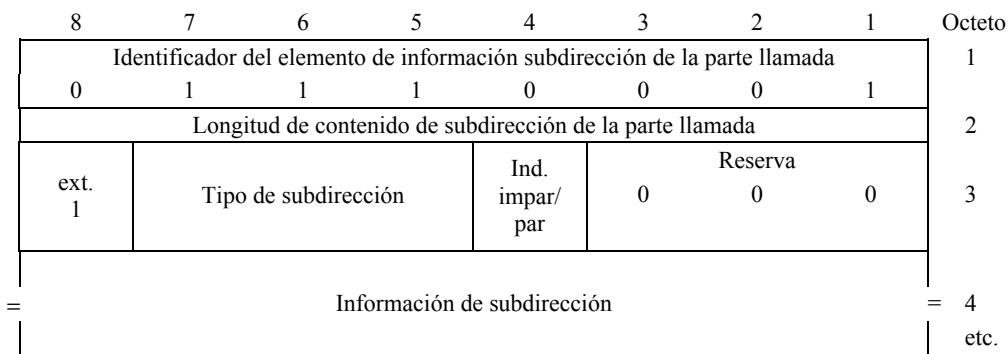 8 7 6 5 4 3 2 1 Octeto
Identificador del elemento de información subdirección de la parte llamada 1
0 1 1 1 0 0 0 1
Longitud de contenido de subdirección de la parte llamada 2
ext. 1
Tipo de subdirección
Ind. impar/ par
Reserva
0 0 0 3
= Información de subdirección = 4
etc.